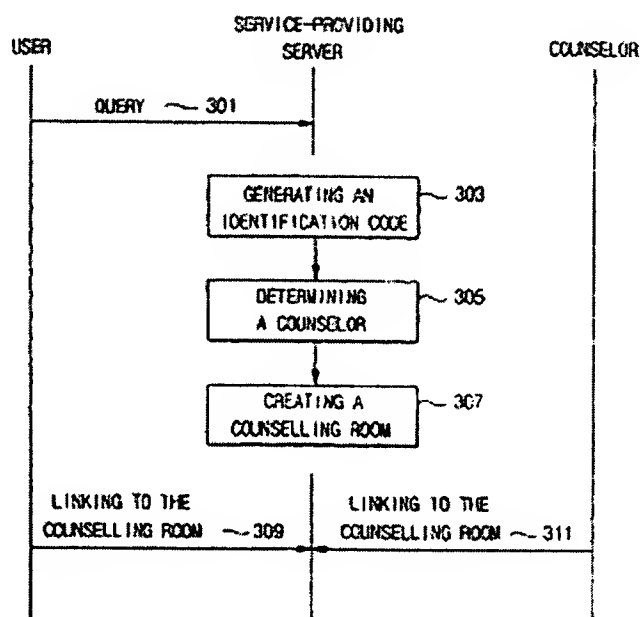 USER
SERVICE-PROVIDING
SERVER
COUNSELOR
QUERY 301
GENERATING AN
IDENTIFICATION CODE
303
DETERMINING
A COUNSELOR
305
CREATING A
COUNSELLING ROOM
307
LINKING TO THE
COUNSELLING ROOM 309
LINKING TO THE
COUNSELLING ROOM 311